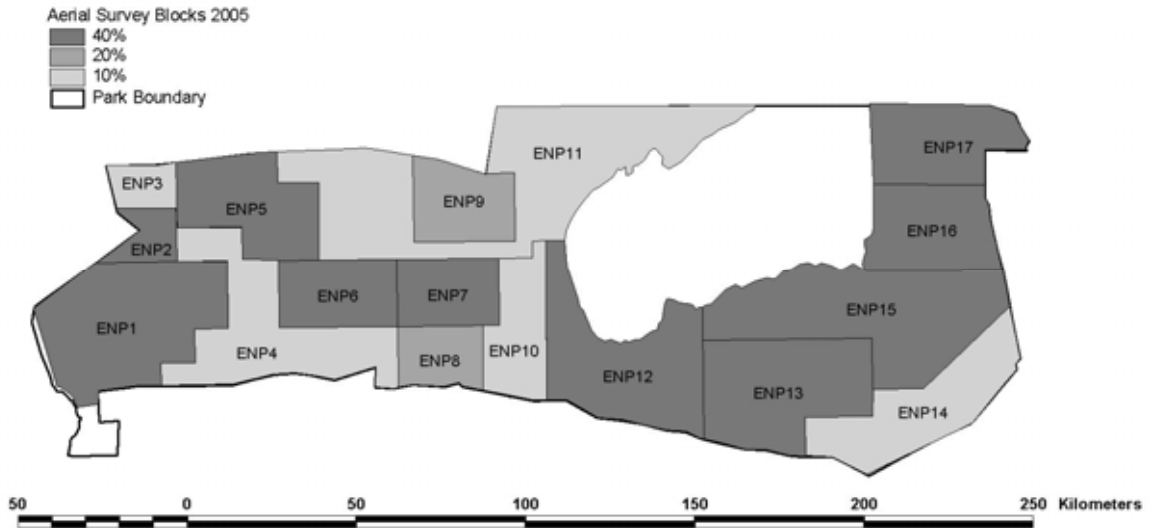 Aerial Survey Blocks 2005
40%
20%
10%
Park Boundary
ENP17
ENP11
ENP3
ENP9
ENP5
ENP16
ENP2
ENP6
ENP7
ENP15
ENP1
ENP4
ENP10
ENP8
ENP12
ENP13
ENP14
50 0 50 100 150 200 250 Kilometers